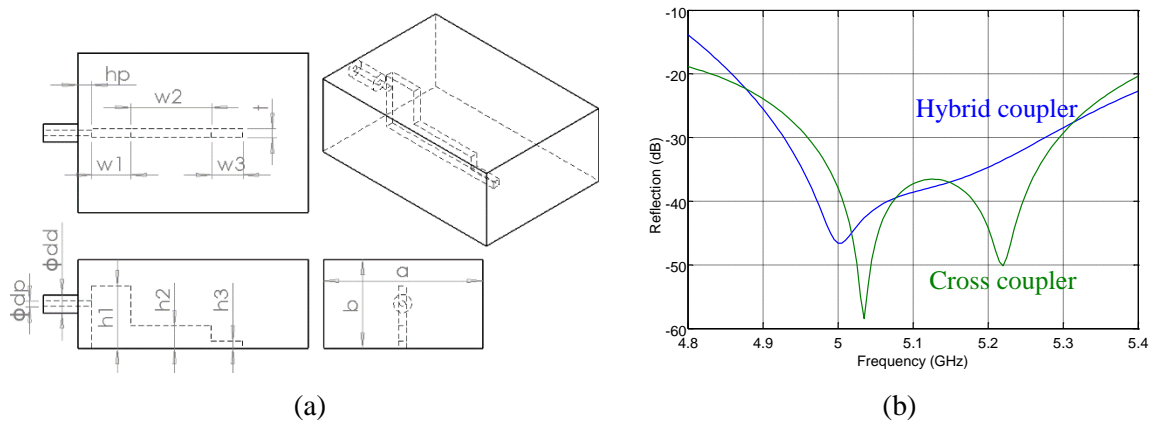 hp
w2
t
w1
w3
ϕdd
ϕdp
h1
h2
h3
a
b
(a)
-10
-20
-30
-40
-50
-60
Reflection (dB)
Hybrid coupler
Cross coupler
4.8 4.9 5 5.1 5.2 5.3 5.4
Frequency (GHz)
(b)